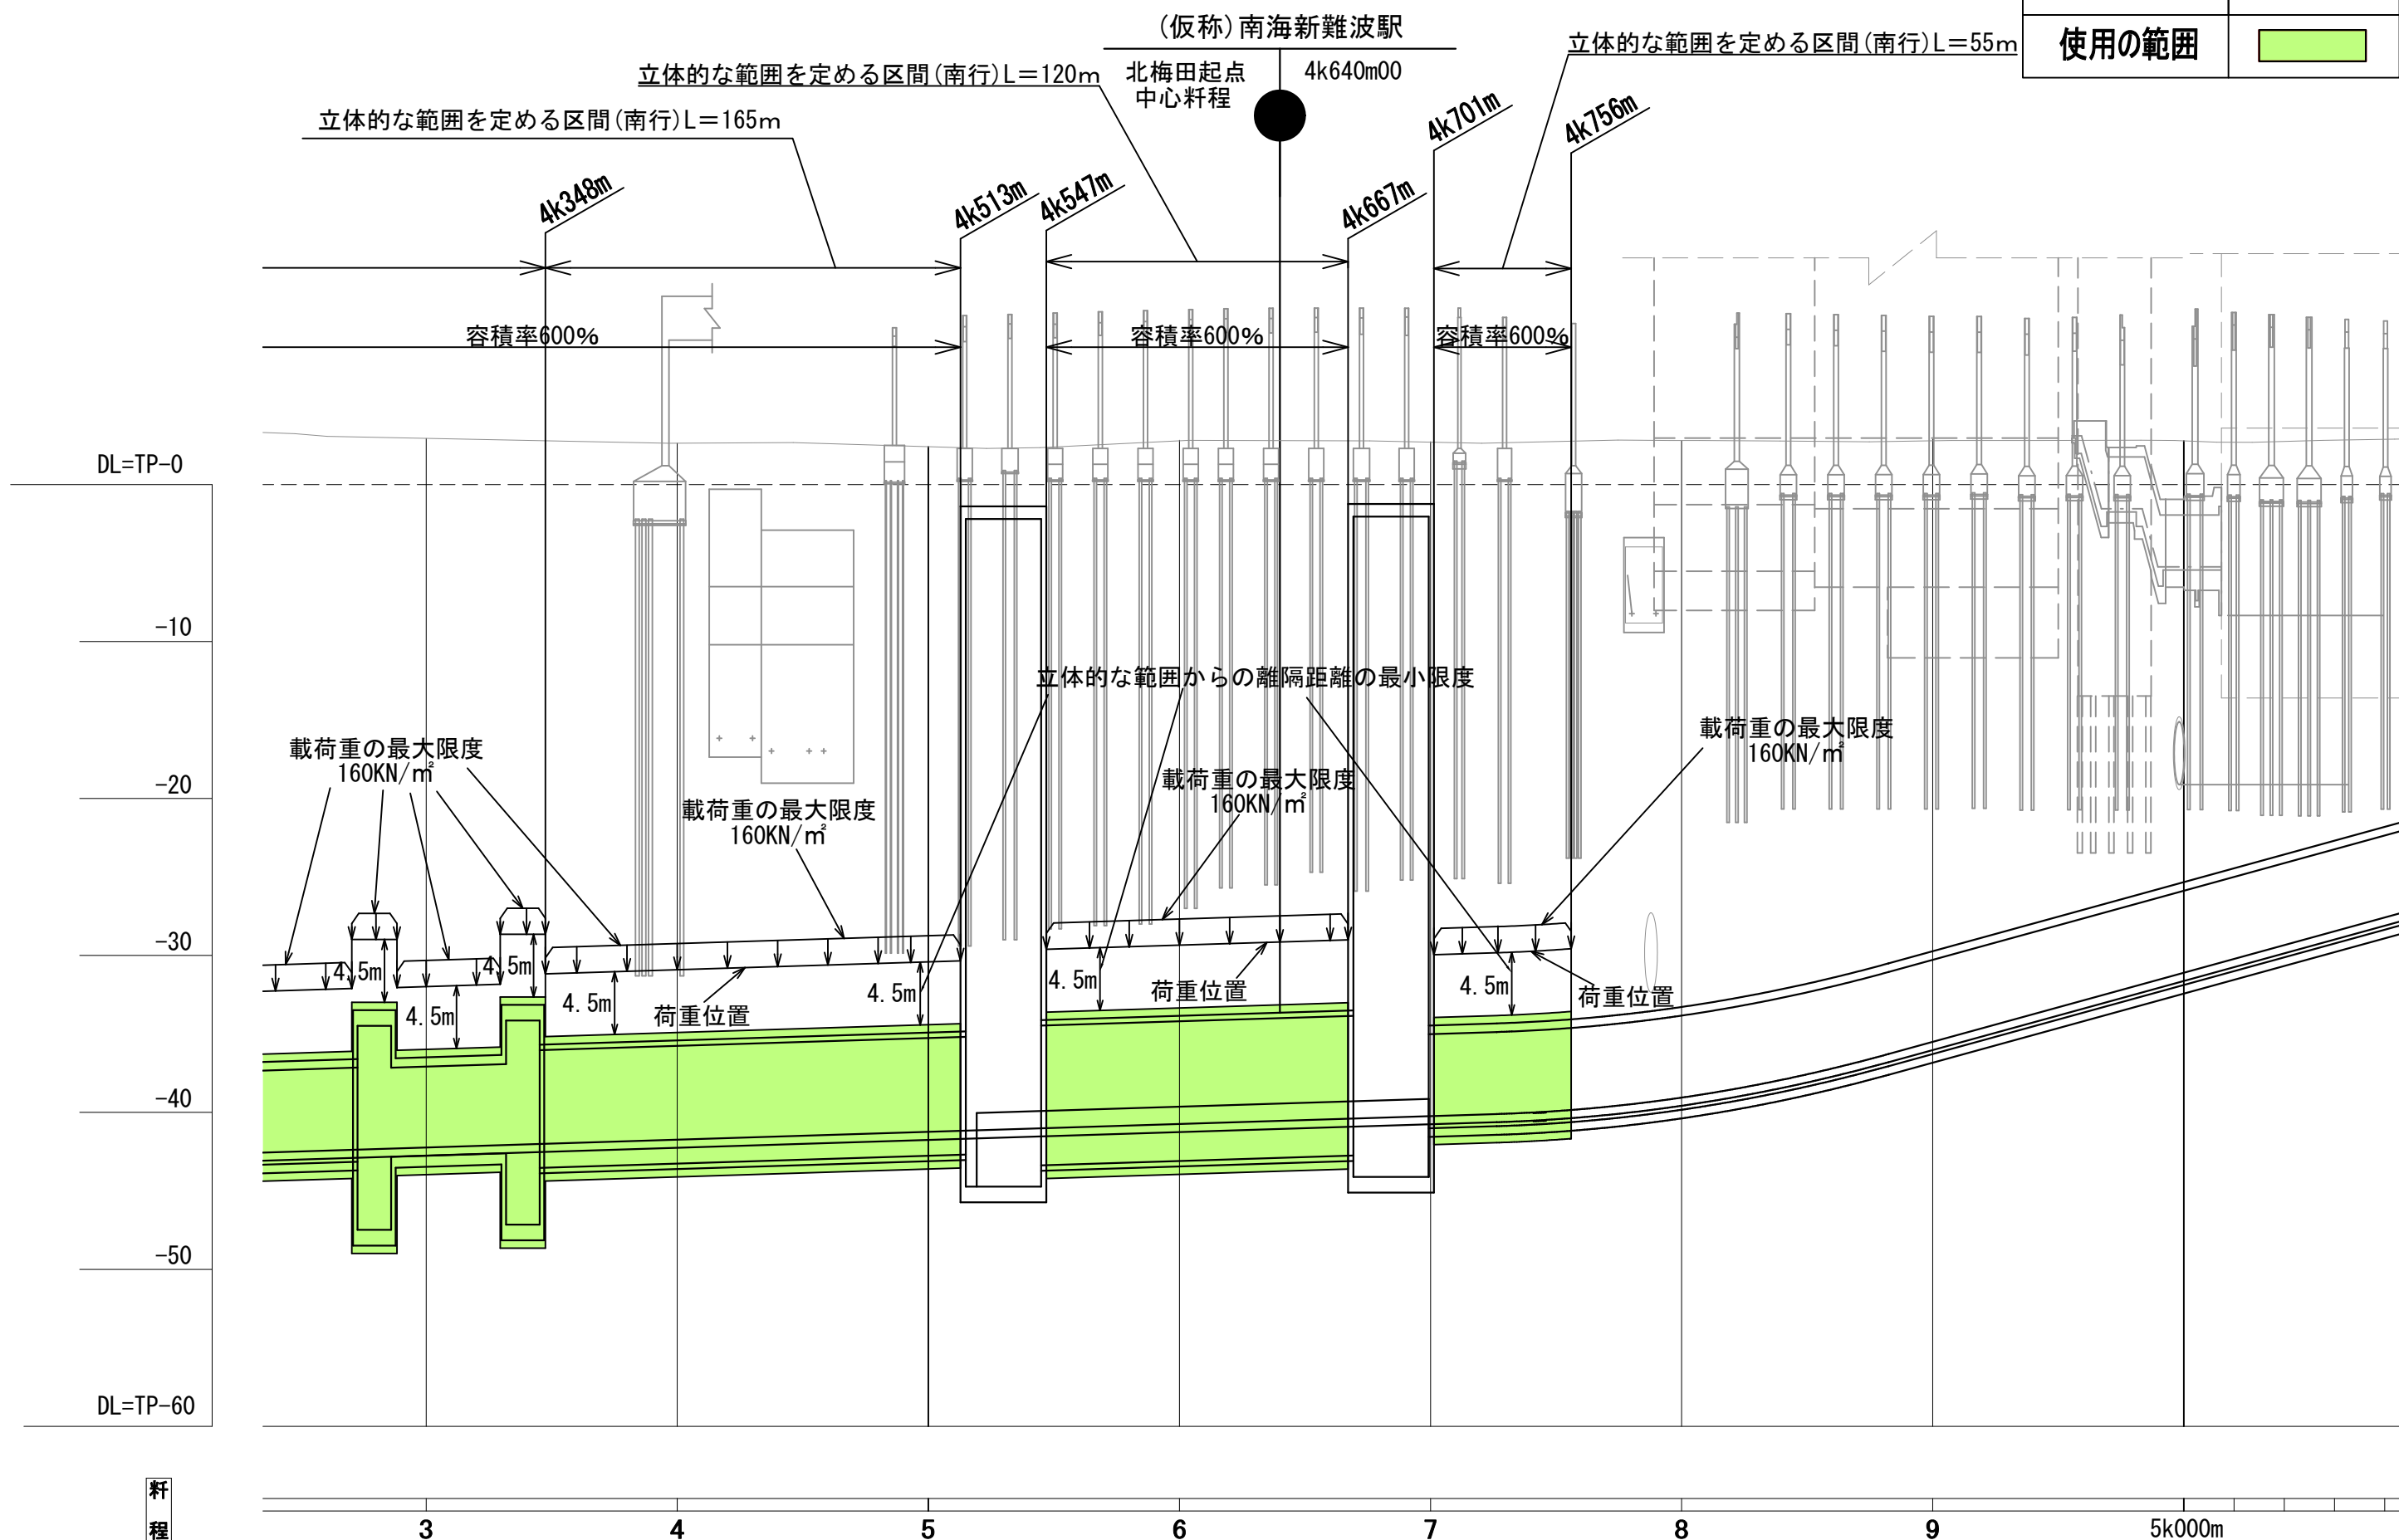 (仮称)南海新難波駅
北梅田起点
中心粁程
4k640m00
使用の範囲
立体的な範囲を定める区間(南行)L=55m
立体的な範囲を定める区間(南行)L=120m
立体的な範囲を定める区間(南行)L=165m
4k348m
4k513m
4k547m
4k667m
4k701m
4k756m
容積率600%
容積率600%
容積率600%
DL=TP-0
-10
-20
-30
-40
-50
DL=TP-60
立体的な範囲からの離隔距離の最小限度
載荷重の最大限度
160KN/㎡
載荷重の最大限度
160KN/㎡
載荷重の最大限度
160KN/㎡
載荷重の最大限度
160KN/㎡
4.5m
4.5m
4.5m
4.5m
4.5m
4.5m
4.5m
荷重位置
荷重位置
荷重位置
粁
程
3
4
5
6
7
8
9
5k000m